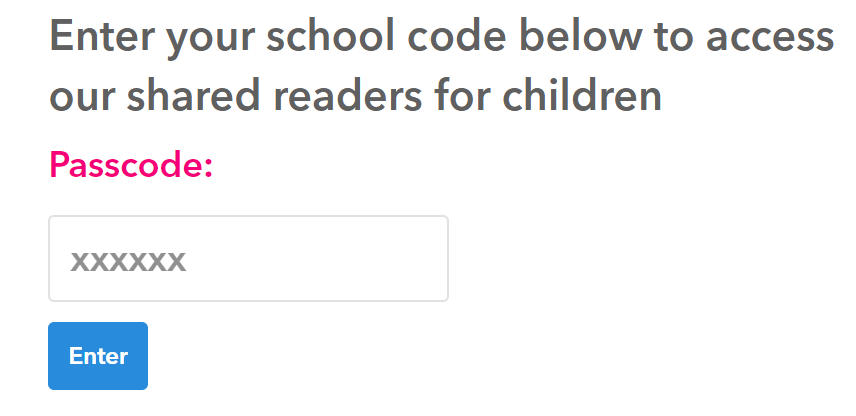 Enter your school code below to access
our shared readers for children
Passcode:
xxxxxx
Enter